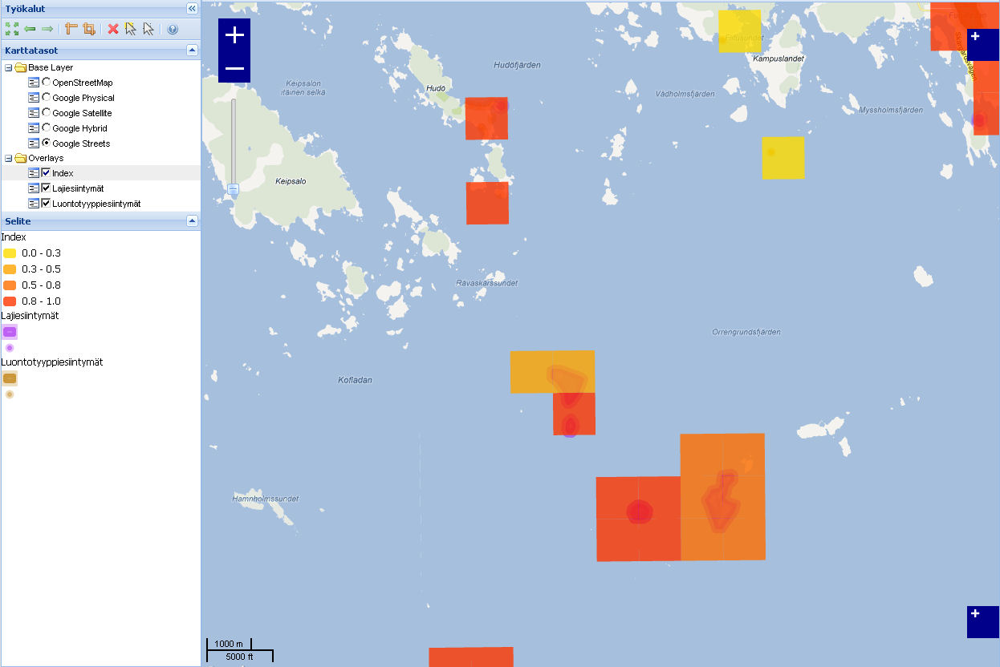 Työkalut
Karttatasot
Base Layer
OpenStreetMap
Google Physical
Google Satellite
Google Hybrid
Google Streets
Overlays
Index
Lajiesiintymät
Luontotyyppiesiintymät
Selite
Index
0.0 - 0.3
0.3 - 0.5
0.5 - 0.8
0.8 - 1.0
Lajiesiintymät
Luontotyyppiesiintymät
+
−
Keipsalon
itäinen selkä
Hudö
Hudöfjärden
Keipsalo
Vådholmsfjärden
Kampuslandet
Myssholmsfjärden
+
Rävaskärssundet
Orrengrundsfjärden
Kofladan
Hamnholmssundet
+
1000 m
5000 ft